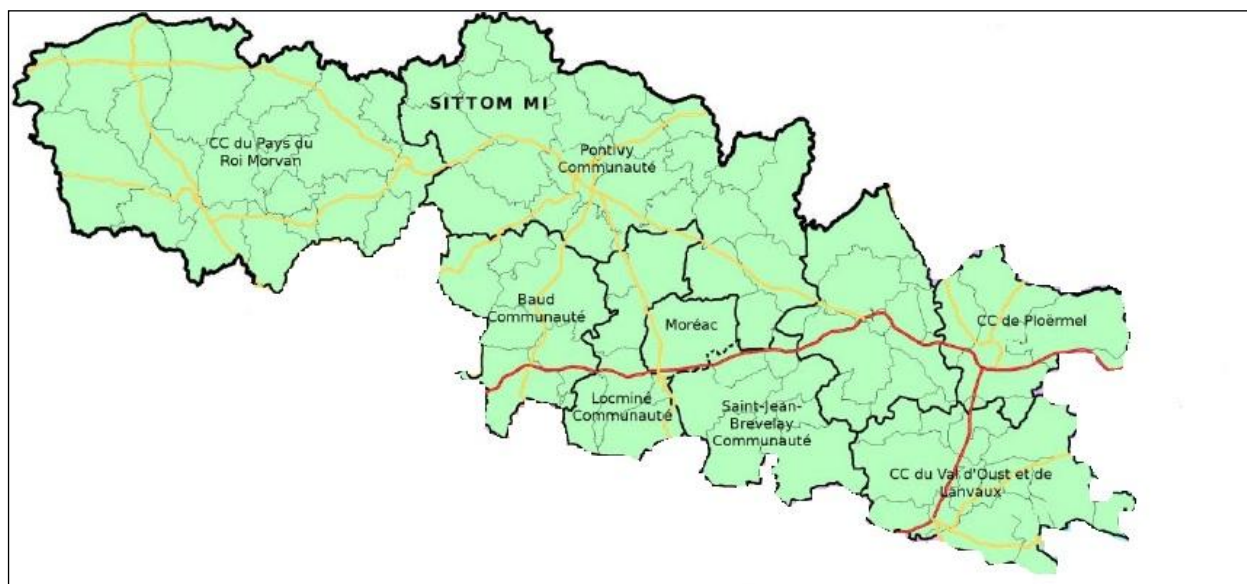 SITTOM MI
CC du Pays du
Roi Morvan
Pontivy
Communauté
Baud
Communauté
Moréac
CC de Ploërmel
Locminé
Communauté
Saint-Jean-
Brevelay
Communauté
CC du Val d'Oust et de
Lanvaux